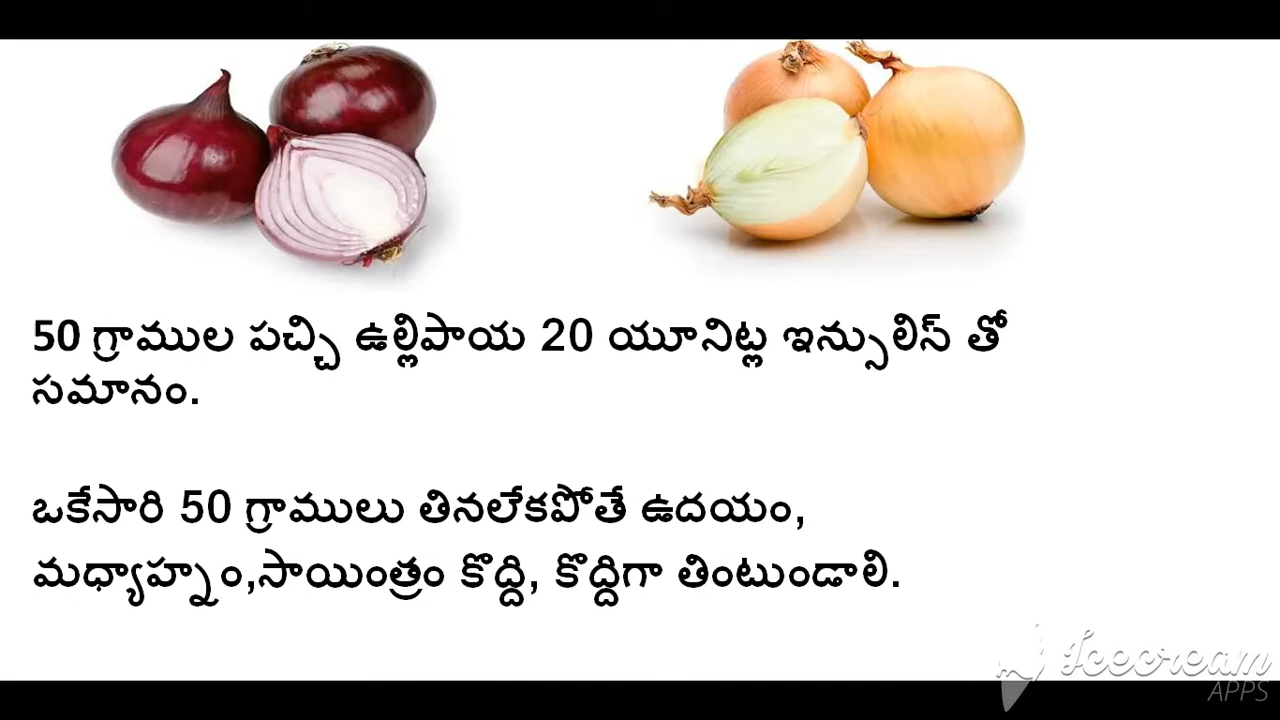 50 గ్రాముల పచ్చి ఉల్లిపాయ 20 యూనిట్ల ఇన్సులిన్ తో
సమానం.
ఒకేసారి 50 గ్రాములు తినలేకపోతే ఉదయం,
మధ్యాహ్నం,సాయింత్రం కొద్ది, కొద్దిగా తింటుండాలి.
Icecream
APPS